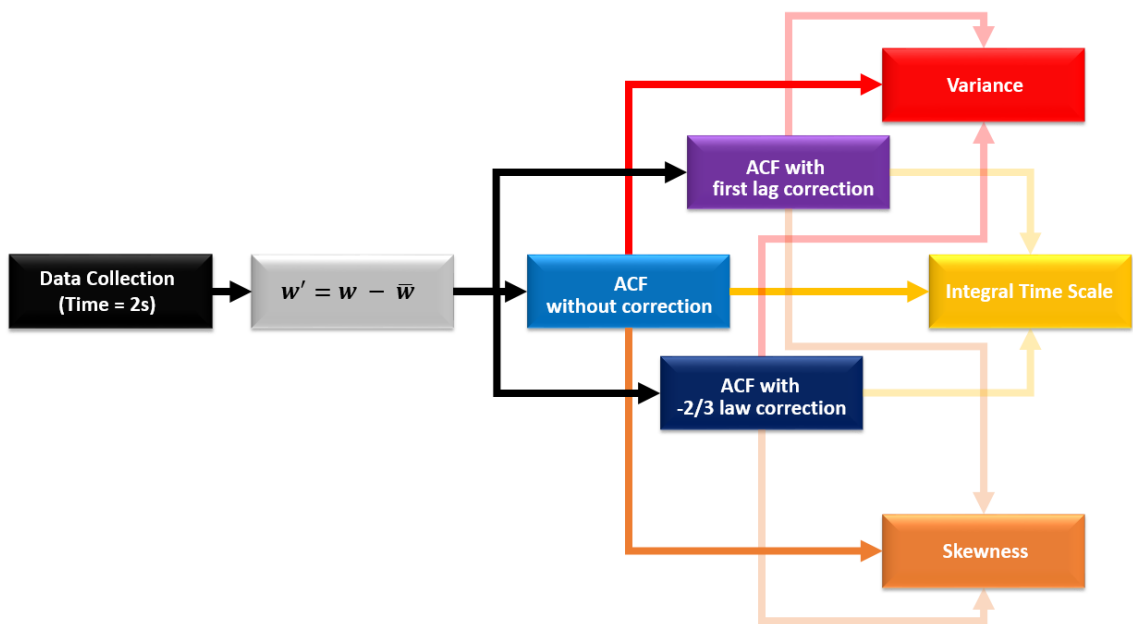 Data Collection
(Time = 2s)
w′ = w − w̅
ACF with
first lag correction
ACF
without correction
ACF with
-2/3 law correction
Variance
Integral Time Scale
Skewness